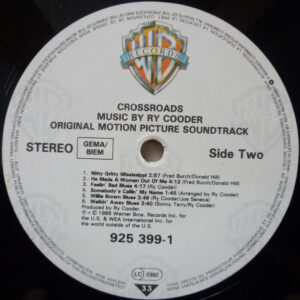 WB
RECORDS
CROSSROADS
MUSIC BY RY COODER
ORIGINAL MOTION PICTURE SOUNDTRACK
STEREO
GEMA/
BIEM
Side Two
1. Nitty Gritty Mississippi 2:57 (Fred Burch/Donald Hill)
2. He Made A Woman Out Of Me 4:12 (Fred Burch/Donald Hill)
3. Feelin' Bad Blues 4:17 (Ry Cooder)
4. Somebody's Callin' My Name 1:45 (Arranged by Ry Cooder)
5. Willie Brown Blues 3:46 (Ry Cooder/Joe Seneca)
6. Walkin' Away Blues 3:40 (Sonny Terry/Ry Cooder)
Produced by Ry Cooder
℗ + © 1986 Warner Bros. Records Inc. for
the U.S. & WEA International Inc. for
the world outside of the U.S.
925 399-1
LC 0392
33